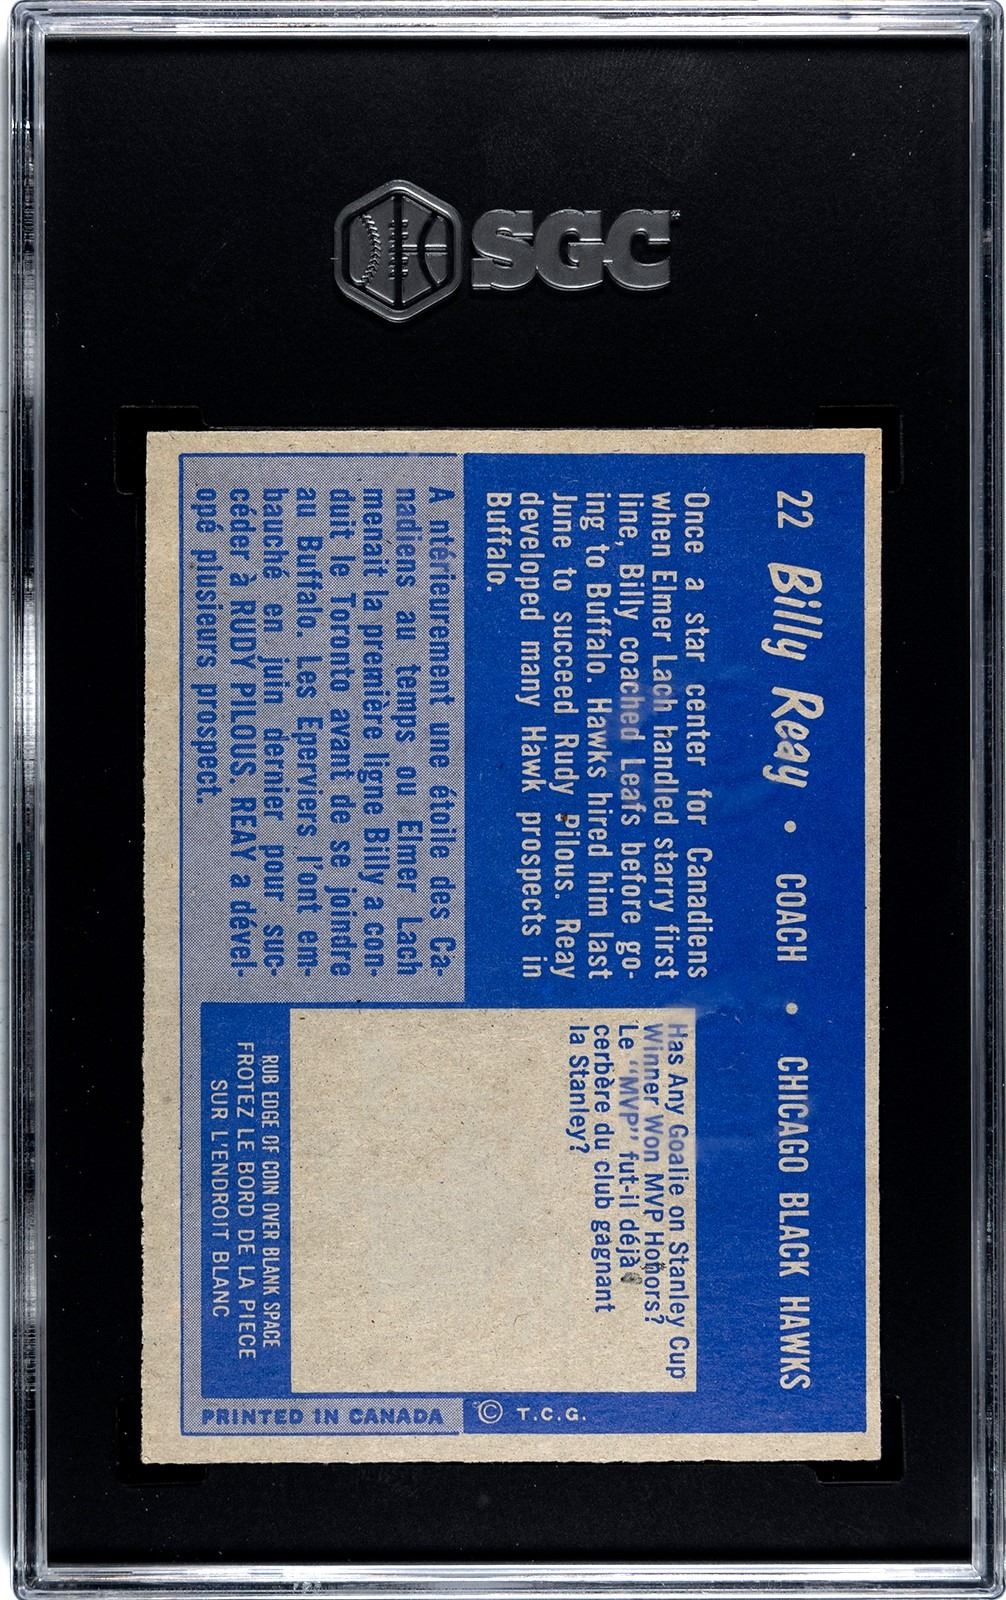 SGC
22 Billy Reay • COACH • CHICAGO BLACK HAWKS
Once a star center for Canadiens
when Elmer Lach handled starry first
line, Billy coached Leafs before go-
ing to Buffalo. Hawks hired him last
June to succeed Rudy Pilous. Reay
developed many Hawk prospects in
Buffalo.
A ntérieurement une étoile des Ca-
nadiens au temps ou Elmer Lach
menait la première ligne Billy a con-
duit le Toronto avant de se joindre
au Buffalo. Les Eperviers l'ont em-
bauché en juin dernier pour suc-
céder à RUDY PILOUS. REAY a dével-
opé plusieurs prospect.
Has Any Goalie on Stanley Cup
Winner Won MVP Honors?
Le "MVP" fut-il déjà
cerbère du club gagnant
la Stanley?
RUB EDGE OF COIN OVER BLANK SPACE
FROTEZ LE BORD DE LA PIECE
SUR L'ENDROIT BLANC
PRINTED IN CANADA © T.C.G.